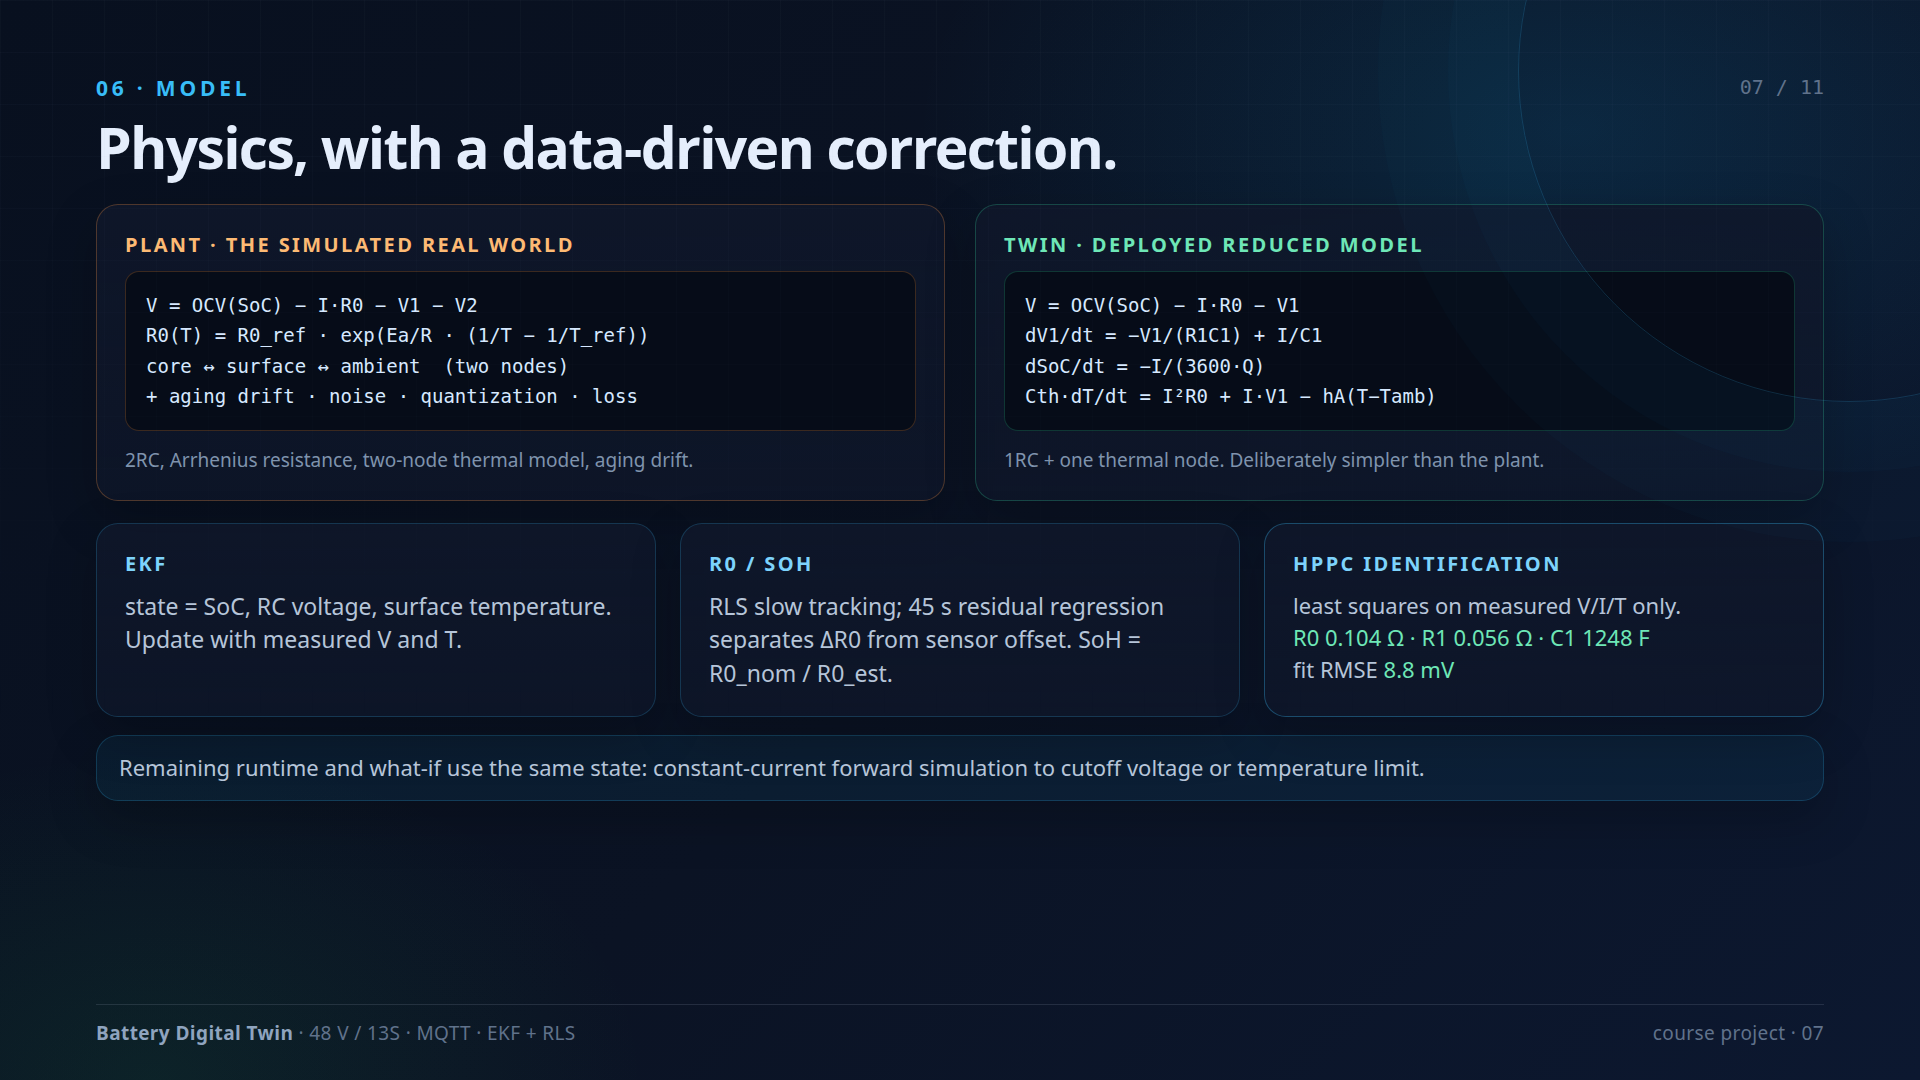 06 · MODEL
07 / 11
Physics, with a data-driven correction.
PLANT · THE SIMULATED REAL WORLD
V = OCV(SoC) − I·R0 − V1 − V2
R0(T) = R0_ref · exp(Ea/R · (1/T − 1/T_ref))
core ↔ surface ↔ ambient  (two nodes)
+ aging drift · noise · quantization · loss
2RC, Arrhenius resistance, two-node thermal model, aging drift.
TWIN · DEPLOYED REDUCED MODEL
V = OCV(SoC) − I·R0 − V1
dV1/dt = −V1/(R1C1) + I/C1
dSoC/dt = −I/(3600·Q)
Cth·dT/dt = I²R0 + I·V1 − hA(T−Tamb)
1RC + one thermal node. Deliberately simpler than the plant.
EKF
state = SoC, RC voltage, surface temperature.
Update with measured V and T.
R0 / SOH
RLS slow tracking; 45 s residual regression
separates ΔR0 from sensor offset. SoH =
R0_nom / R0_est.
HPPC IDENTIFICATION
least squares on measured V/I/T only.
R0 0.104 Ω · R1 0.056 Ω · C1 1248 F
fit RMSE 8.8 mV
Remaining runtime and what-if use the same state: constant-current forward simulation to cutoff voltage or temperature limit.
Battery Digital Twin · 48 V / 13S · MQTT · EKF + RLS
course project · 07